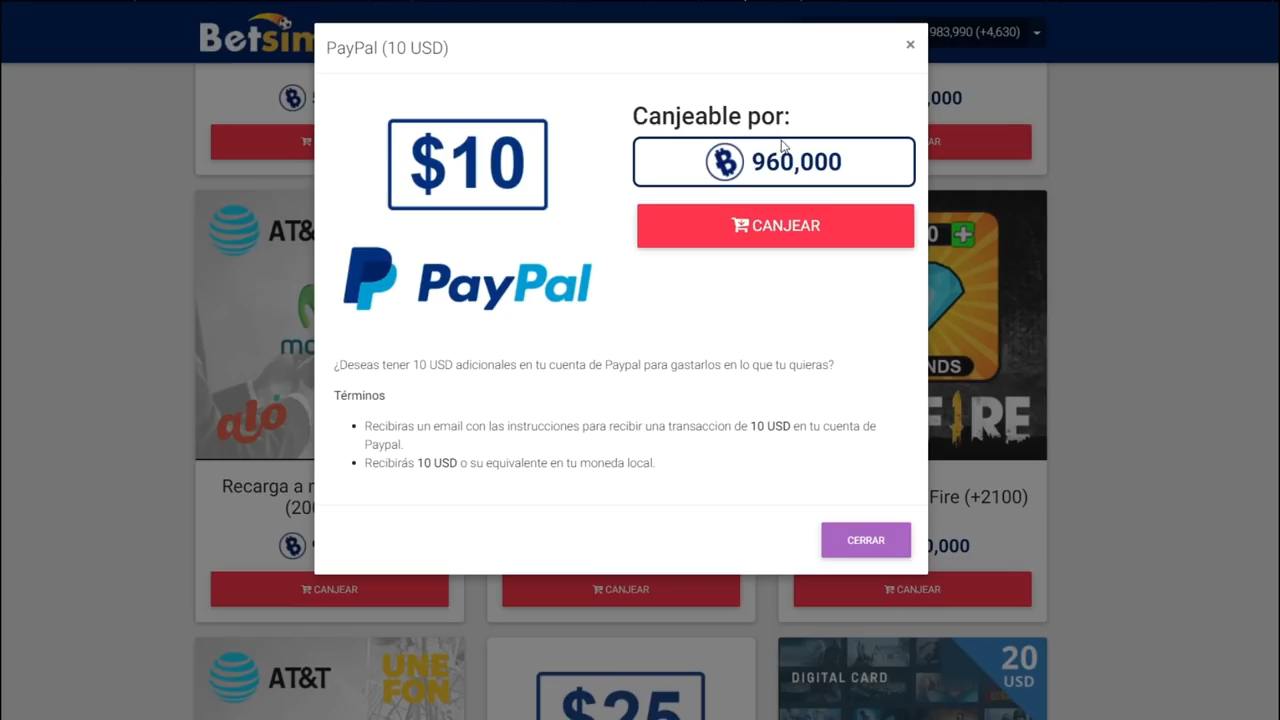 Betsim
983,990 (+4,630)
PayPal (10 USD)
×
$10
PayPal
Canjeable por:
960,000
CANJEAR
¿Deseas tener 10 USD adicionales en tu cuenta de Paypal para gastarlos en lo que tu quieras?
Términos
Recibiras un email con las instrucciones para recibir una transaccion de 10 USD en tu cuenta de
Paypal.
Recibirás 10 USD o su equivalente en tu moneda local.
CERRAR
AT&
alo
Recarga a
(20
Fire (+2100)
CANJEAR
CANJEAR
CANJEAR
AT&T
UNE
FON
$25
DIGITAL CARD
20
USD